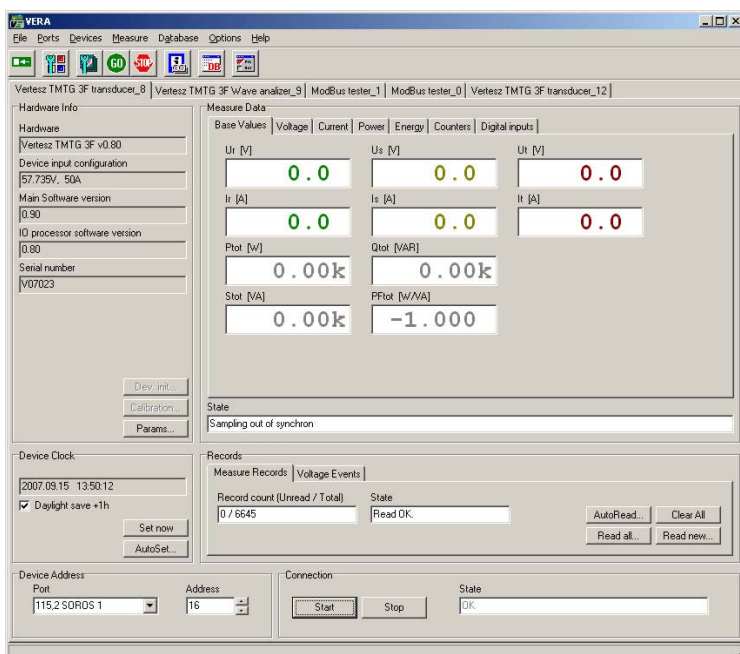 VERA
File Ports Devices Measure Database Options Help
GO STOP GO DB
Vertesz TMTG 3F transducer_8 Vertesz TMTG 3F Wave analizer_9 ModBus tester_1 ModBus tester_0 Vertesz TMTG 3F transducer_12
Hardware Info
Hardware
Vertesz TMTG 3F v0.80
Device input configuration
57.735V, 50A
Main Software version
0.90
IO processor software version
0.80
Serial number
V07023
Dev. init...
Calibration...
Params...
Measure Data
Base Values Voltage Current Power Energy Counters Digital inputs
Ur [V] Us [V] Ut [V]
0.0 0.0 0.0
Ir [A] Is [A] It [A]
0.0 0.0 0.0
Ptot [W] Qtot [VAR]
0.00k 0.00k
Stot [VA] PFtot [W/VA]
0.00k -1.000
State
Sampling out of synchron
Device Clock
2007.09.15 13:50:12
Daylight save +1h
Set now
AutoSet...
Records
Measure Records Voltage Events
Record count (Unread / Total) State
0 / 6645 Read OK.
AutoRead... Clear All
Read all... Read new...
Device Address
Port Address
115,2 SOROS 1 16
Connection
Start Stop
State
OK